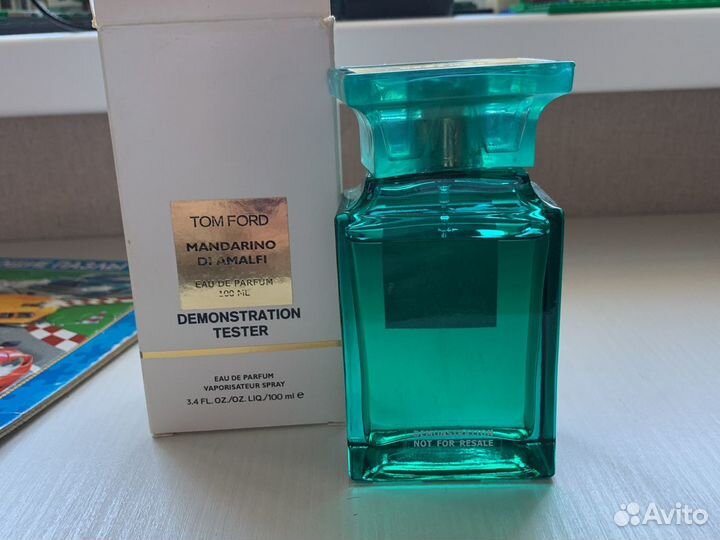 TOM FORD
MANDARINO
DI AMALFI
EAU DE PARFUM
100 ML
DEMONSTRATION
TESTER
EAU DE PARFUM
VAPORISATEUR SPRAY
3.4 FL.OZ./OZ.LIQ./100 ml e
DEMONSTRATION
NOT FOR RESALE
Avito